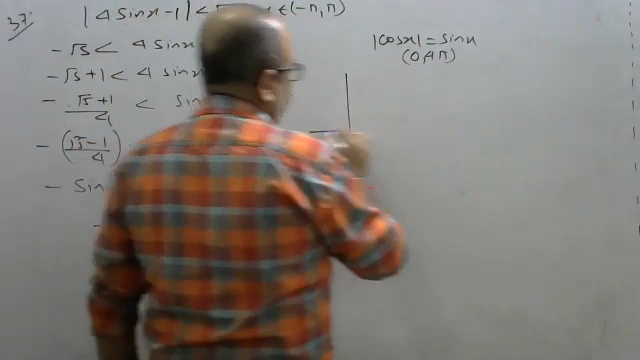 37.
| 4 Sinx - 1 | < √5 x ∈ (-π, π)
- √5 < 4 Sinx
- √5 + 1 < 4 Sinx
- √5 + 1 / 4 < Sin
- (√5 - 1 / 4)
- Sin
|cosx| = sinx
(0, 4π)